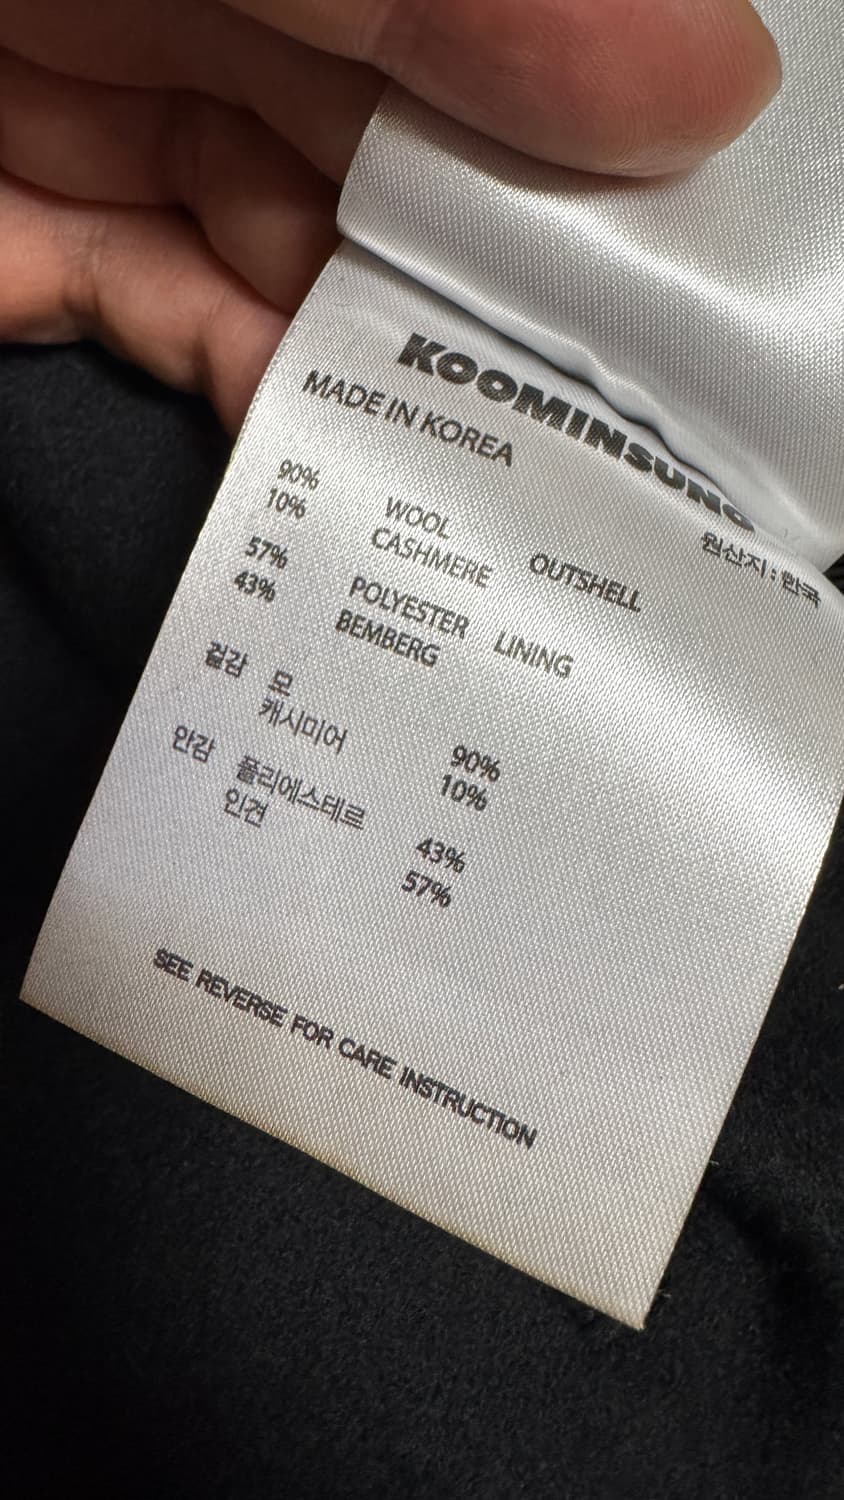 KOOMINSUNG
MADE IN KOREA 원산지 : 한국
90% WOOL OUTSHELL
10% CASHMERE
57% POLYESTER LINING
43% BEMBERG
겉감 모 90%
캐시미어 10%
안감 폴리에스테르 43%
인견 57%
SEE REVERSE FOR CARE INSTRUCTION